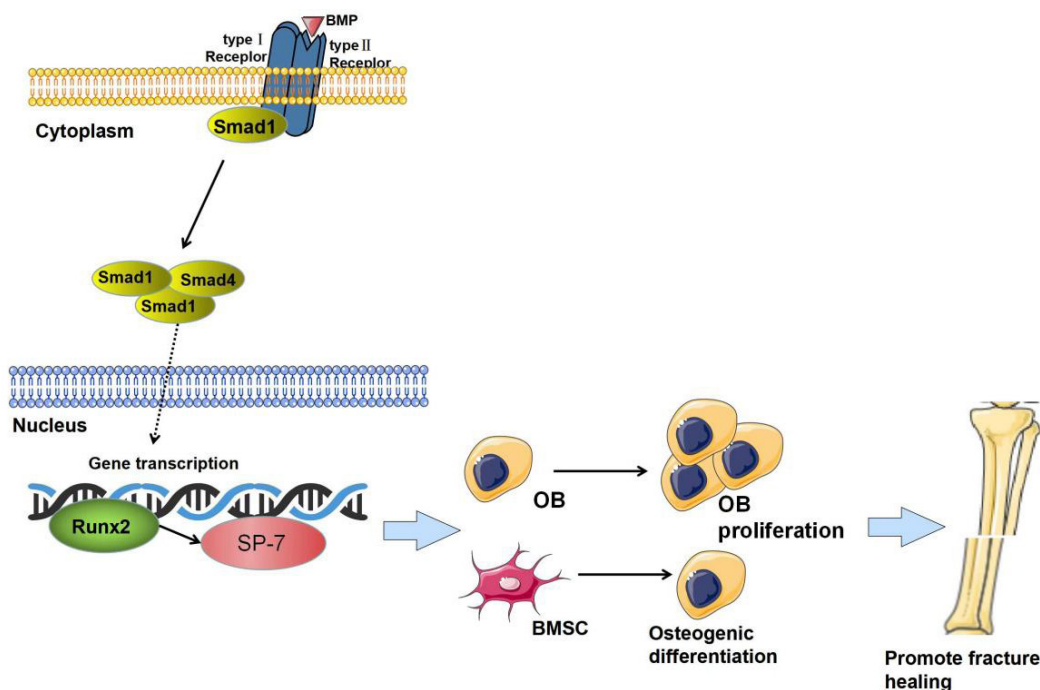 BMP
type Ⅰ
Receplor
type Ⅱ
Receplor
Cytoplasm
Smad1
Smad1
Smad4
Smad1
Nucleus
Gene transcription
Runx2
SP-7
OB
OB
proliferation
BMSC
Osteogenic
differentiation
Promote fracture
healing